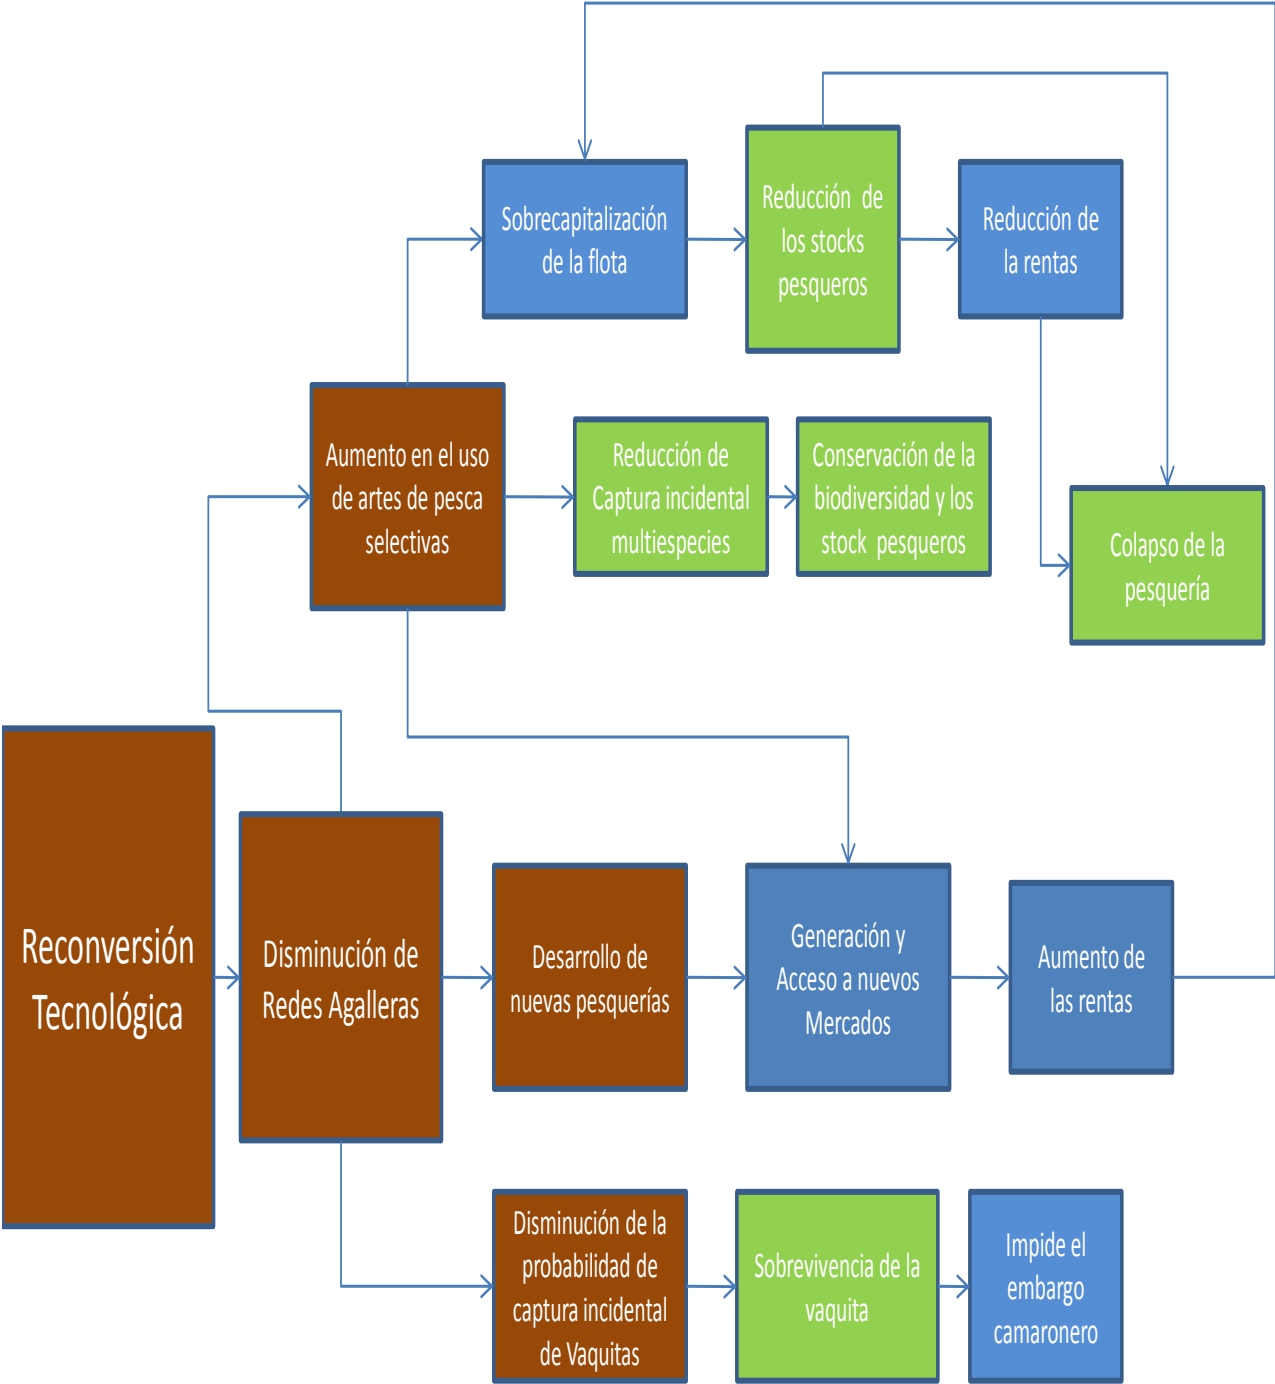 Sobrecapitalización
de la flota
Reducción de
los stocks
pesqueros
Reducción de
la rentas
Aumento en el uso
de artes de pesca
selectivas
Reducción de
Captura incidental
multiespecies
Conservación de la
biodiversidad y los
stock pesqueros
Colapso de la
pesquería
Reconversión
Tecnológica
Disminución de
Redes Agalleras
Desarrollo de
nuevas pesquerías
Generación y
Acceso a nuevos
Mercados
Aumento de
las rentas
Disminución de la
probabilidad de
captura incidental
de Vaquitas
Sobrevivencia de la
vaquita
Impide el
embargo
camaronero